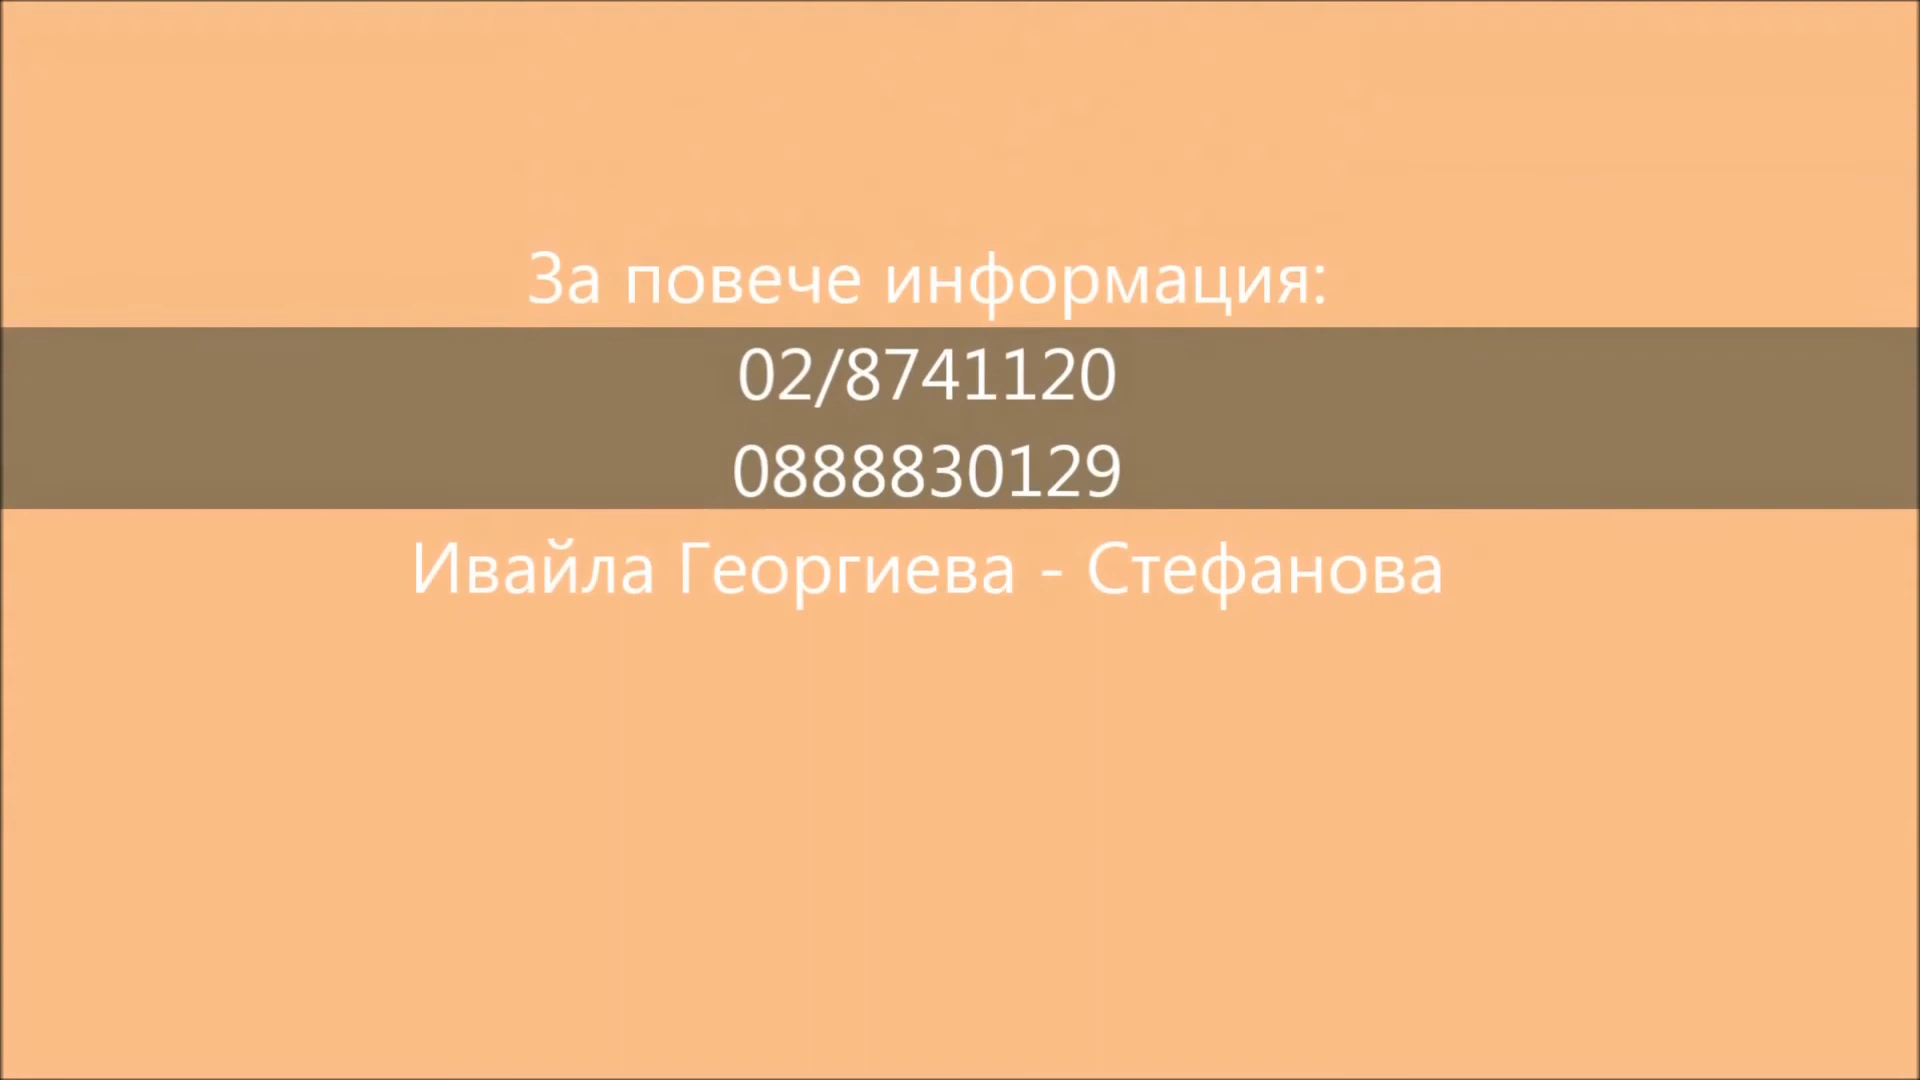 За повече информация:
02/8741120
0888830129
Ивайла Георгиева - Стефанова